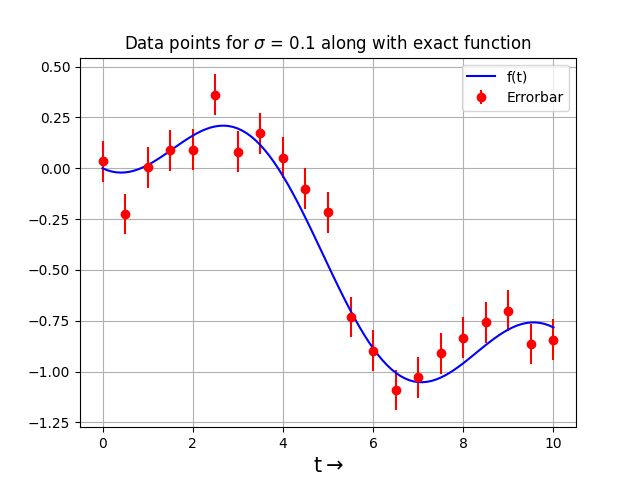 Data points for σ = 0.1 along with exact function
f(t)
Errorbar
0.50
0.25
0.00
−0.25
−0.50
−0.75
−1.00
−1.25
0 2 4 6 8 10
t→